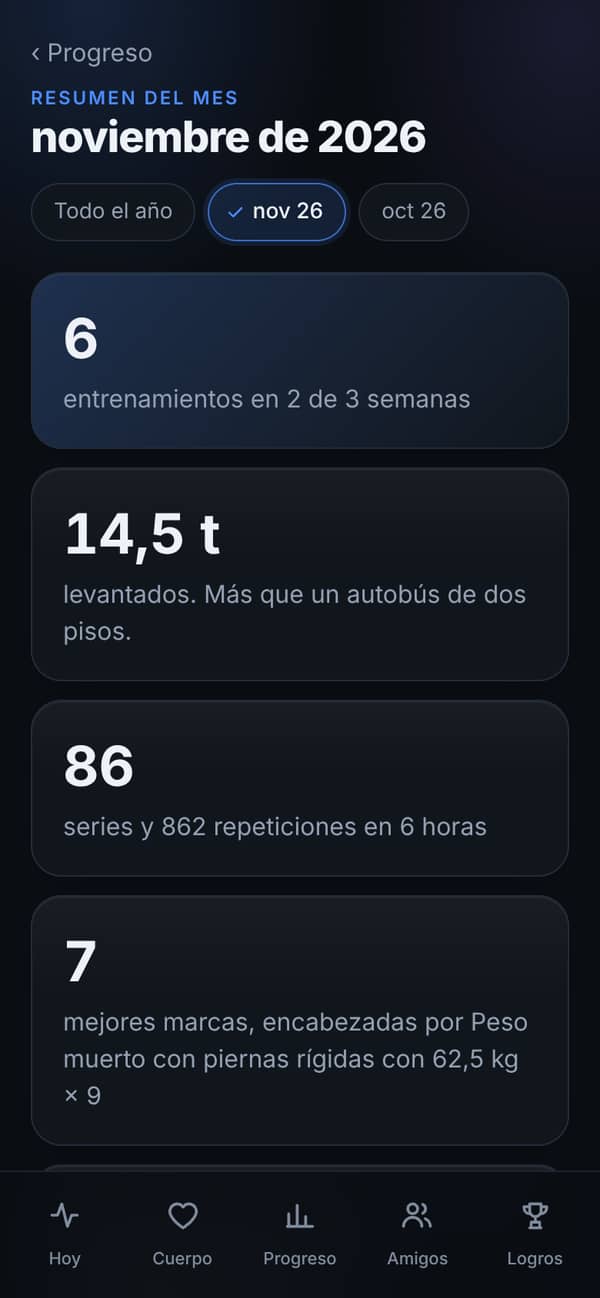 ‹ Progreso
RESUMEN DEL MES
noviembre de 2026
Todo el año
nov 26
oct 26
6
entrenamientos en 2 de 3 semanas
14,5 t
levantados. Más que un autobús de dos
pisos.
86
series y 862 repeticiones en 6 horas
7
mejores marcas, encabezadas por Peso
muerto con piernas rígidas con 62,5 kg
× 9
Hoy
Cuerpo
Progreso
Amigos
Logros